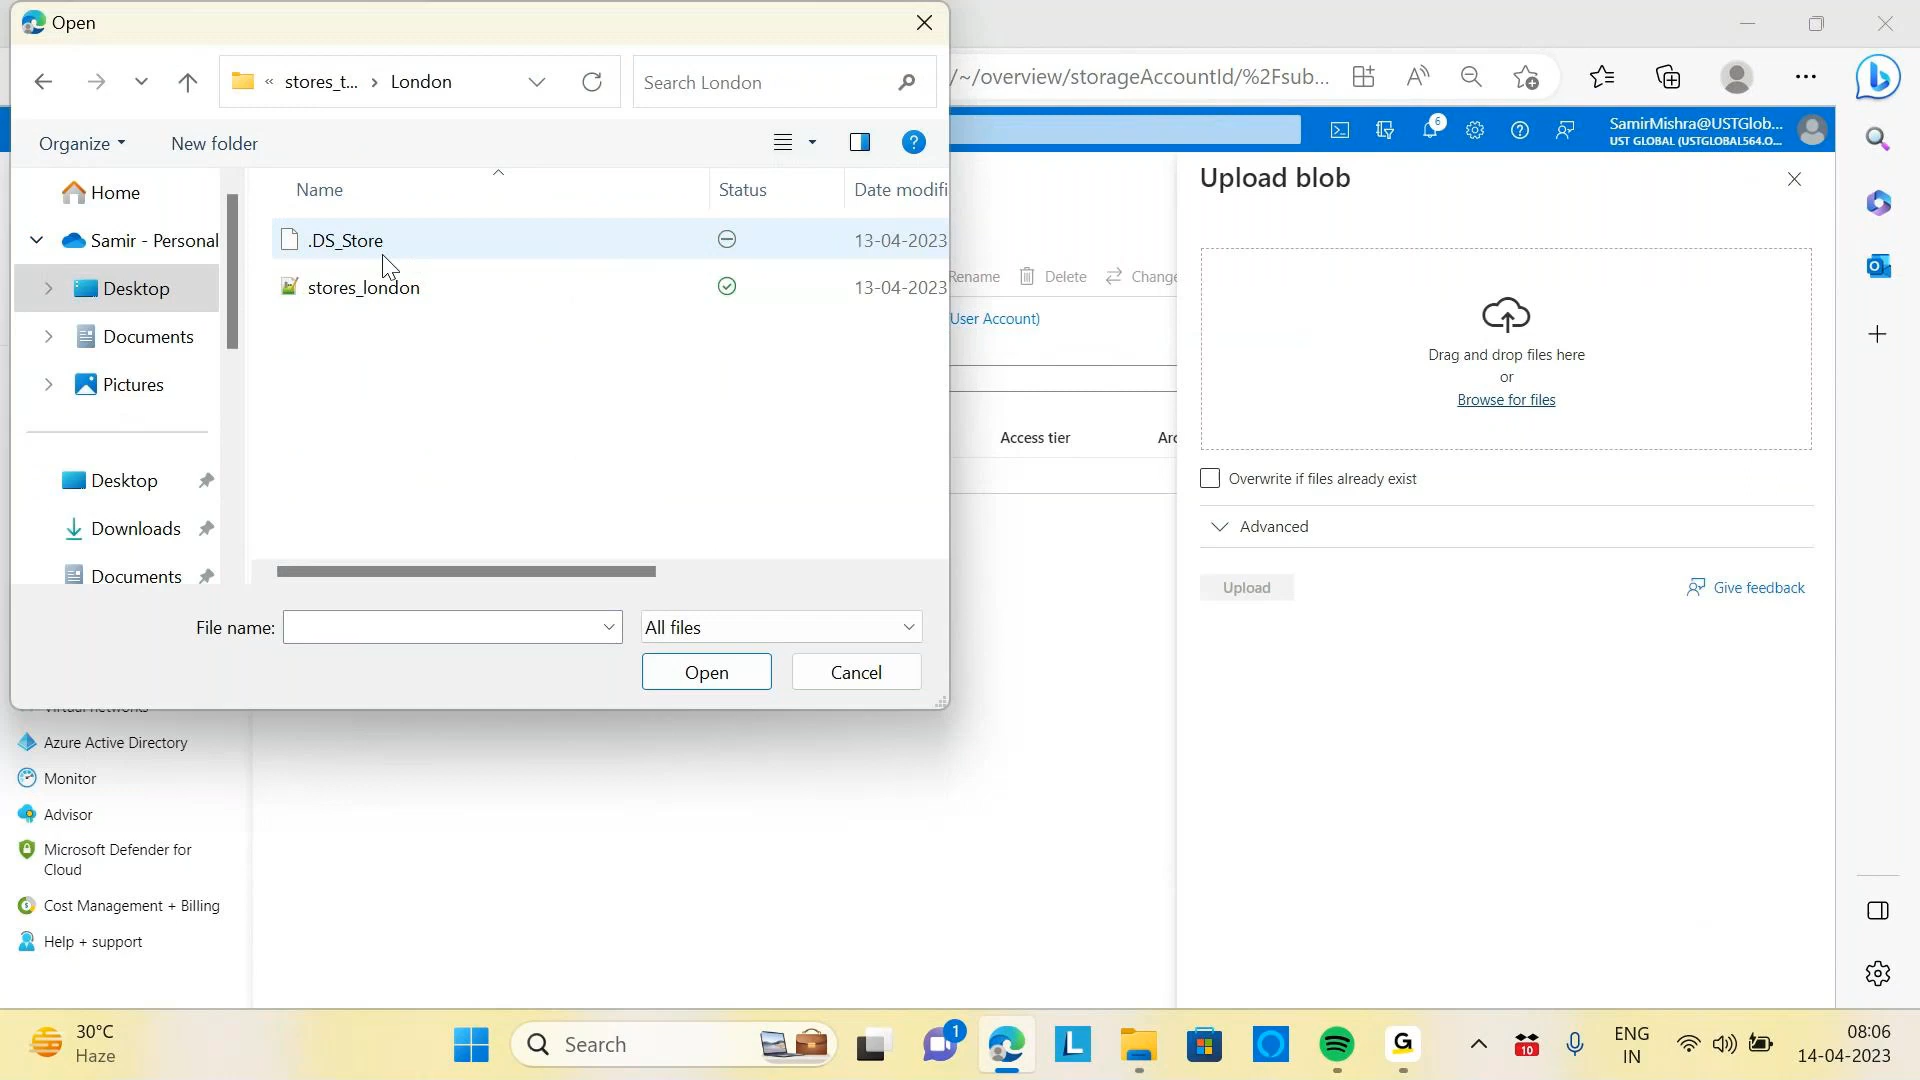 Open
« stores_t... > London
Search London
/~/overview/storageAccountId/%2Fsub...
Organize
New folder
6
SamirMishra@USTGlob...
UST GLOBAL (USTGLOBAL564.O...
Upload blob
Home
Samir - Personal
Desktop
Documents
Pictures
Desktop
Downloads
Documents
Name
Status
Date modifi
.DS_Store
13-04-2023
stores_london
13-04-2023
Rename
Delete
Change
User Account)
Access tier
Arc
Drag and drop files here
or
Browse for files
Overwrite if files already exist
Advanced
Upload
Give feedback
File name:
All files
Open
Cancel
Azure Active Directory
Monitor
Advisor
Microsoft Defender for
Cloud
Cost Management + Billing
Help + support
30°C
Haze
Search
1
L
G
10
ENG
IN
08:06
14-04-2023